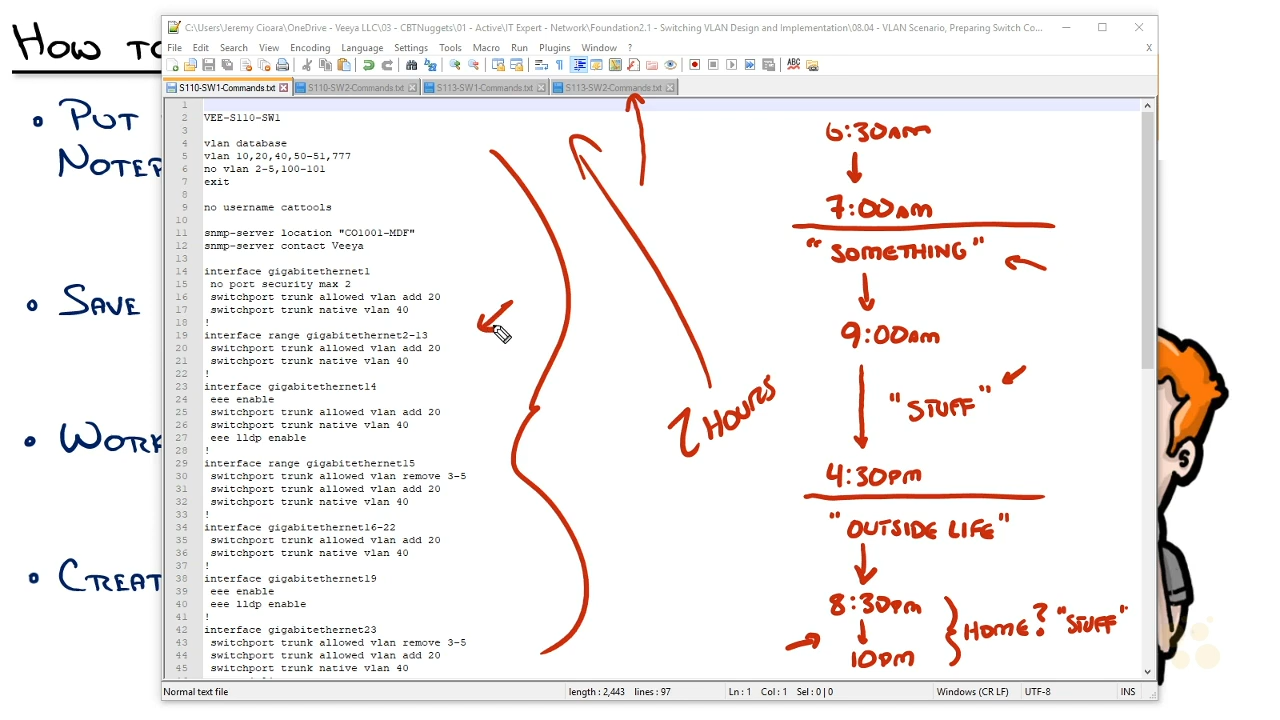 How to
• Put
Notep
• Save
• Work
• Creat
C:\Users\Jeremy Cioara\OneDrive - Veeya LLC\03 - CBTNuggets\01 - Active\IT Expert - Network\Foundation2.1 - Switching VLAN Design and Implementation\08.04 - VLAN Scenario, Preparing Switch Co...
File Edit Search View Encoding Language Settings Tools Macro Run Plugins Window ? X
S110-SW1-Commands.txt S110-SW2-Commands.txt S113-SW1-Commands.txt S113-SW2-Commands.txt
1
2 VEE-S110-SW1
3
4 vlan database
5 vlan 10,20,40,50-51,777
6 no vlan 2-5,100-101
7 exit
8
9 no username cattools
10
11 snmp-server location "CO1001-MDF"
12 snmp-server contact Veeya
13
14 interface gigabitethernet1
15 no port security max 2
16 switchport trunk allowed vlan add 20
17 switchport trunk native vlan 40
18 !
19 interface range gigabitethernet2-13
20 switchport trunk allowed vlan add 20
21 switchport trunk native vlan 40
22 !
23 interface gigabitethernet14
24 eee enable
25 switchport trunk allowed vlan add 20
26 switchport trunk native vlan 40
27 eee lldp enable
28 !
29 interface range gigabitethernet15
30 switchport trunk allowed vlan remove 3-5
31 switchport trunk allowed vlan add 20
32 switchport trunk native vlan 40
33 !
34 interface gigabitethernet16-22
35 switchport trunk allowed vlan add 20
36 switchport trunk native vlan 40
37 !
38 interface gigabitethernet19
39 eee enable
40 eee lldp enable
41 !
42 interface gigabitethernet23
43 switchport trunk allowed vlan remove 3-5
44 switchport trunk allowed vlan add 20
45 switchport trunk native vlan 40
2 Hours
6:30am
7:00am
"Something"
9:00am
"Stuff"
4:30pm
"Outside Life"
8:30pm
10pm
Home? "Stuff"
Normal text file length : 2,443 lines : 97 Ln : 1 Col : 1 Sel : 0 | 0 Windows (CR LF) UTF-8 INS